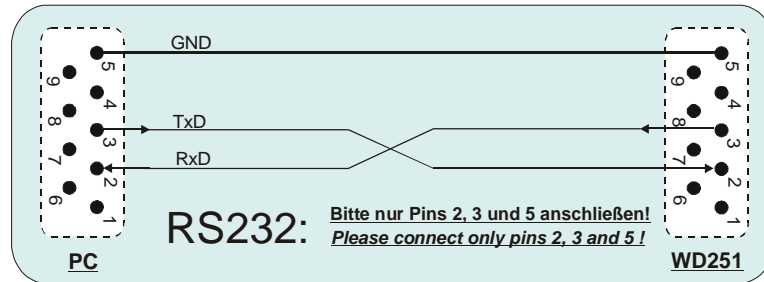 GND
5
9
4
8
3
7
2
6
1
TxD
RxD
5
9
4
8
3
7
2
6
1
RS232:
Bitte nur Pins 2, 3 und 5 anschließen!
Please connect only pins 2, 3 and 5 !
PC
WD251